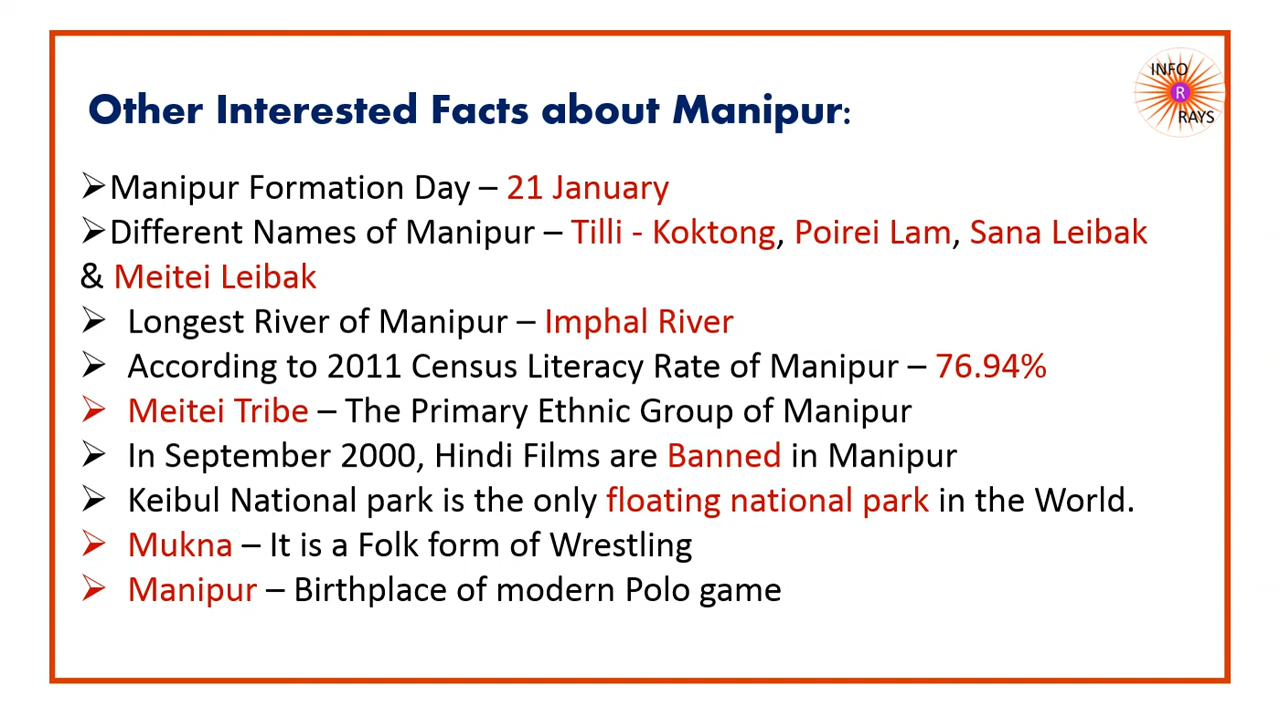 INFO
R
RAYS
Other Interested Facts about Manipur:
➢Manipur Formation Day – 21 January
➢Different Names of Manipur – Tilli - Koktong, Poirei Lam, Sana Leibak
& Meitei Leibak
➢ Longest River of Manipur – Imphal River
➢ According to 2011 Census Literacy Rate of Manipur – 76.94%
➢ Meitei Tribe – The Primary Ethnic Group of Manipur
➢ In September 2000, Hindi Films are Banned in Manipur
➢ Keibul National park is the only floating national park in the World.
➢ Mukna – It is a Folk form of Wrestling
➢ Manipur – Birthplace of modern Polo game